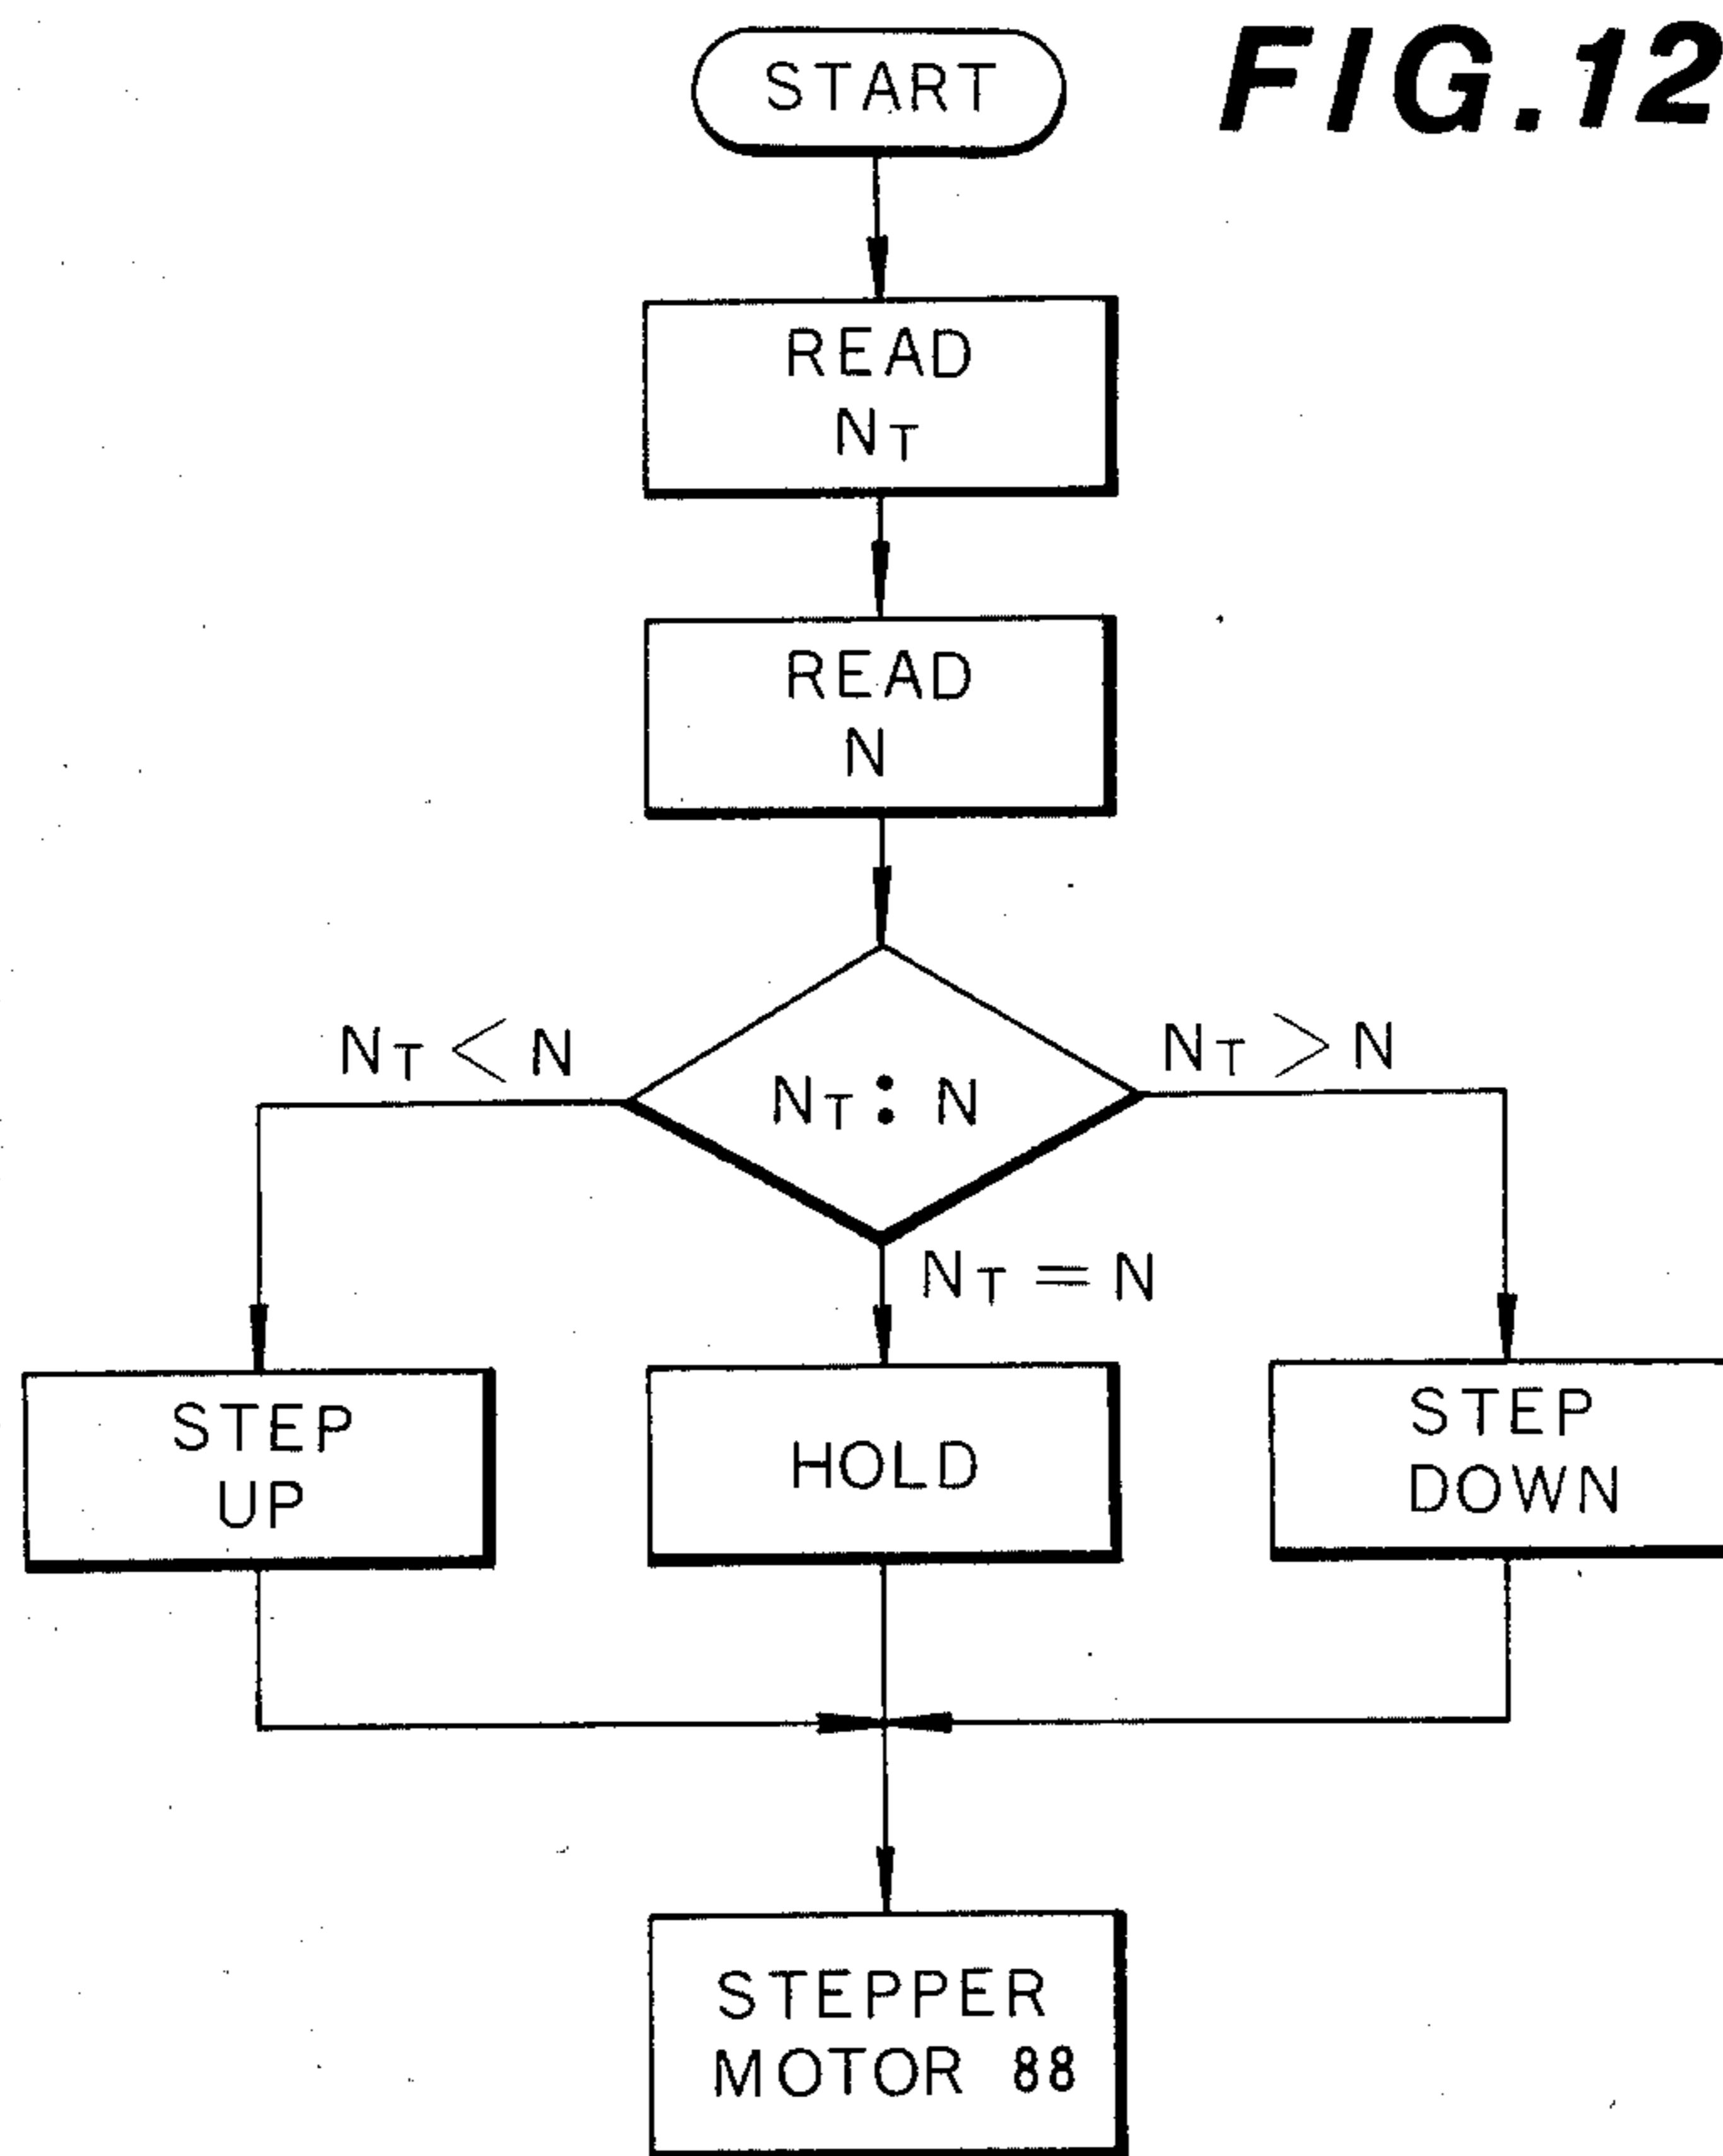 FIG.12
START
READ
NT
READ
N
NT < N
NT : N
NT > N
NT = N
STEP
UP
HOLD
STEP
DOWN
STEPPER
MOTOR 88